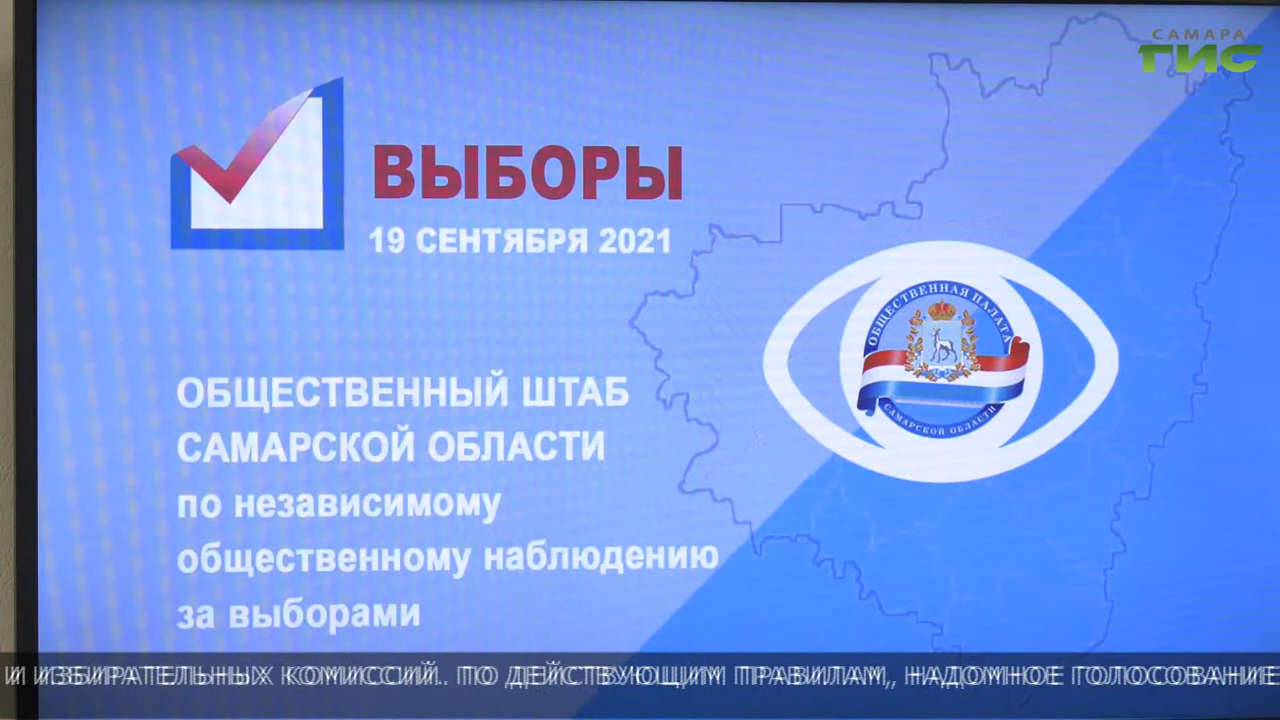 САМАРА
ГИС
ВЫБОРЫ
19 СЕНТЯБРЯ 2021
ОБЩЕСТВЕННАЯ ПАЛАТА
САМАРСКОЙ ОБЛАСТИ
ОБЩЕСТВЕННЫЙ ШТАБ
САМАРСКОЙ ОБЛАСТИ
по независимому
общественному наблюдению
за выборами
И ИЗБИРАТЕЛЬНЫХ КОМИССИЙ. ПО ДЕЙСТВУЮЩИМ ПРАВИЛАМ, НАДОМНОЕ ГОЛОСОВАНИЕ